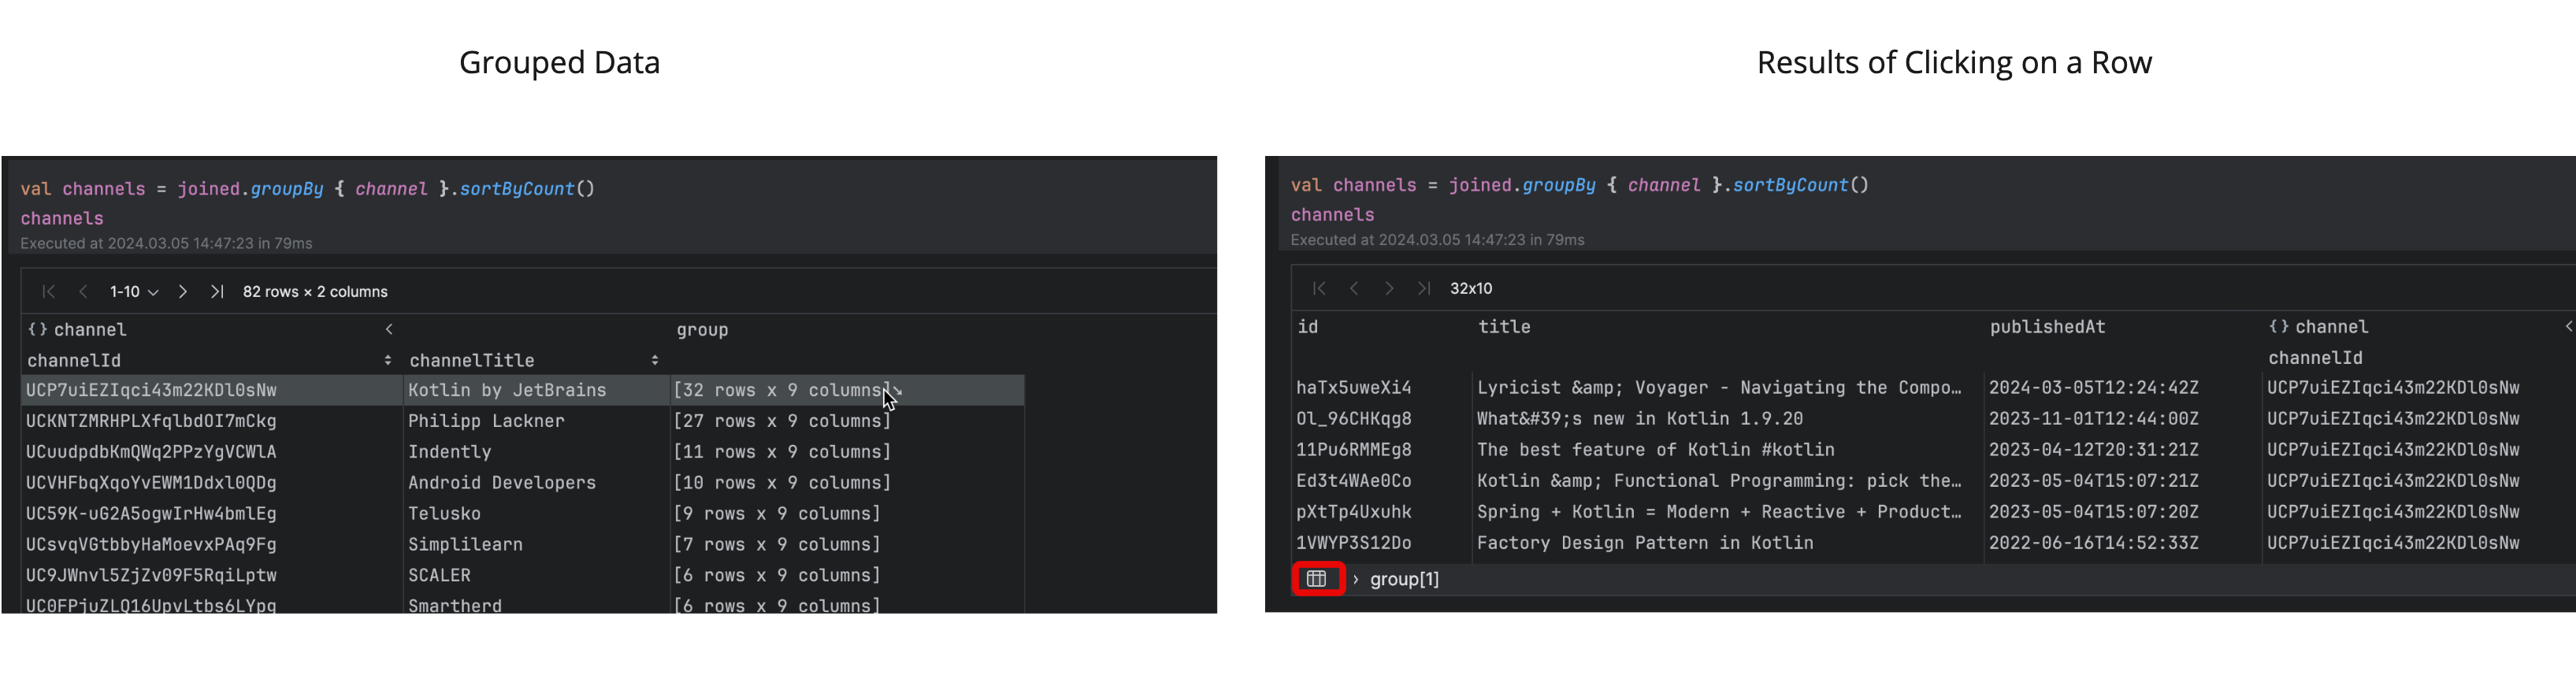 Grouped Data
val channels = joined.groupBy { channel }.sortByCount()
channels
Executed at 2024.03.05 14:47:23 in 79ms
1-10 82 rows × 2 columns
{} channel < group
channelId channelTitle
UCP7uiEZIqci43m22KDl0sNw Kotlin by JetBrains [32 rows x 9 columns]
UCKNTZMRHPLXfqlbdOI7mCkg Philipp Lackner [27 rows x 9 columns]
UCuudpdbKmQWq2PPzYgVCWlA Indently [11 rows x 9 columns]
UCVHFbqXqoYvEWM1Ddxl0QDg Android Developers [10 rows x 9 columns]
UC59K-uG2A5ogwIrHw4bmlEg Telusko [9 rows x 9 columns]
UCsvqVGtbbyHaMoevxPAq9Fg Simplilearn [7 rows x 9 columns]
UC9JWnvl5ZjZv09F5RqiLptw SCALER [6 rows x 9 columns]
UC0FPjuZLQ16UpvLtbs6LYpg Smartherd [6 rows x 9 columns]
Results of Clicking on a Row
val channels = joined.groupBy { channel }.sortByCount()
channels
Executed at 2024.03.05 14:47:23 in 79ms
32x10
id title publishedAt {} channel <
channelId
haTx5uweXi4 Lyricist &amp; Voyager - Navigating the Compo… 2024-03-05T12:24:42Z UCP7uiEZIqci43m22KDl0sNw
Ol_96CHKqg8 What&#39;s new in Kotlin 1.9.20 2023-11-01T12:44:00Z UCP7uiEZIqci43m22KDl0sNw
11Pu6RMMEg8 The best feature of Kotlin #kotlin 2023-04-12T20:31:21Z UCP7uiEZIqci43m22KDl0sNw
Ed3t4WAe0Co Kotlin &amp; Functional Programming: pick the… 2023-05-04T15:07:21Z UCP7uiEZIqci43m22KDl0sNw
pXtTp4Uxuhk Spring + Kotlin = Modern + Reactive + Product… 2023-05-04T15:07:20Z UCP7uiEZIqci43m22KDl0sNw
1VWYP3S12Do Factory Design Pattern in Kotlin 2022-06-16T14:52:33Z UCP7uiEZIqci43m22KDl0sNw
› group[1]